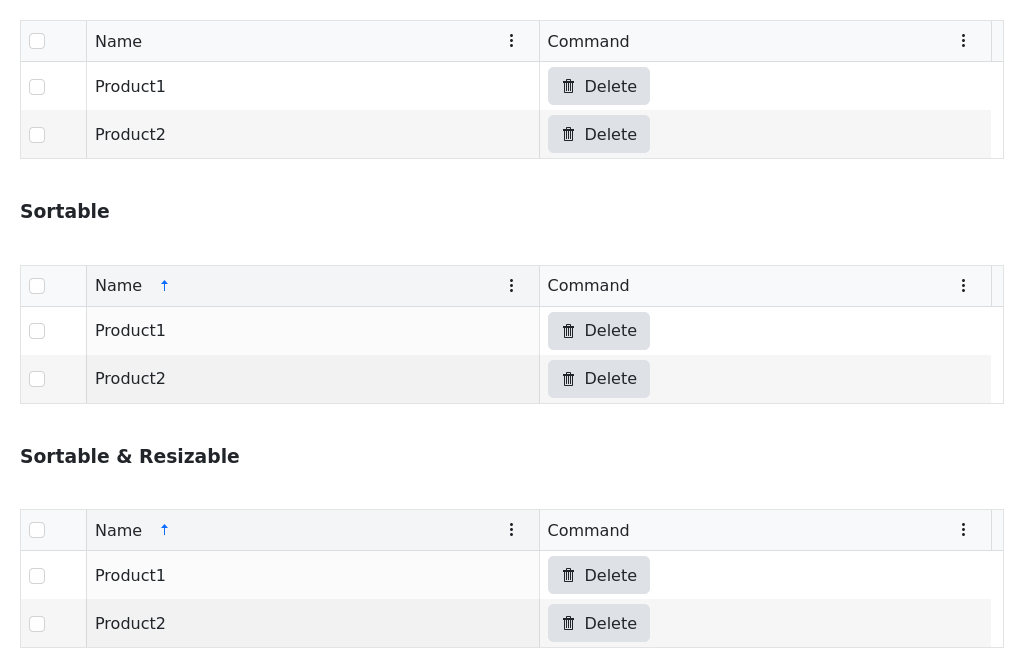 Name Command
Product1 Delete
Product2 Delete
Sortable
Name Command
Product1 Delete
Product2 Delete
Sortable & Resizable
Name Command
Product1 Delete
Product2 Delete